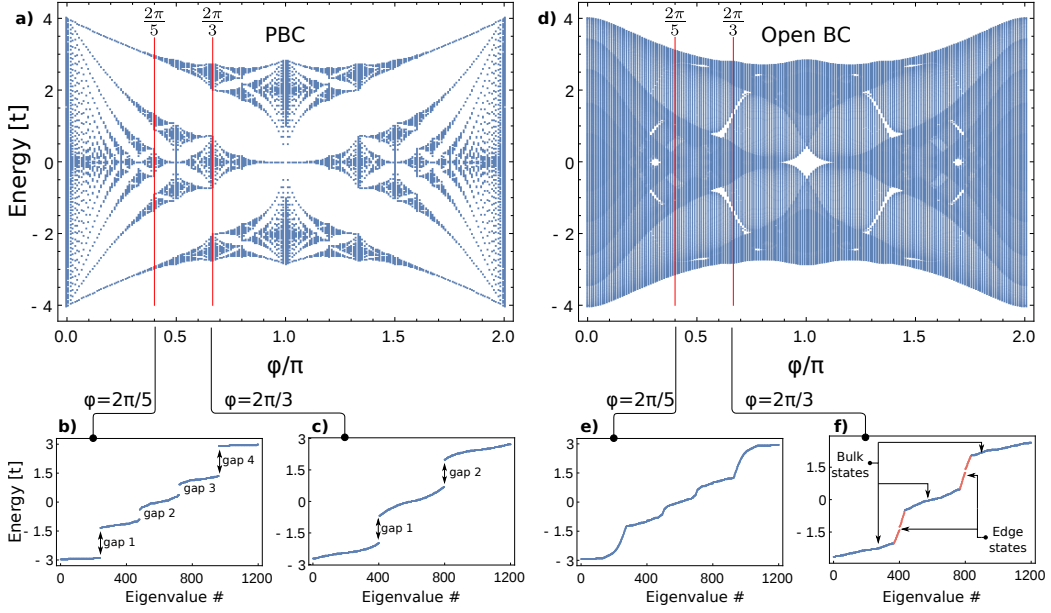 a)
2π/5
2π/3
PBC
Energy [t]
4
2
0
- 2
- 4
0.0
0.5
1.0
1.5
2.0
φ/π
d)
2π/5
2π/3
Open BC
Energy [t]
4
2
0
- 2
- 4
0.0
0.5
1.0
1.5
2.0
φ/π
φ=2π/5
φ=2π/3
φ=2π/5
φ=2π/3
b)
Energy [t]
3
1.5
0
-1.5
- 3
gap 1
gap 2
gap 3
gap 4
0
400
800
1200
Eigenvalue #
c)
3
1.5
0
-1.5
- 3
gap 1
gap 2
0
400
800
1200
Eigenvalue #
e)
3
1.5
0
-1.5
- 3
0
400
800
1200
Eigenvalue #
f)
1.5
0
-1.5
Bulk
states
Edge
states
0
400
800
1200
Eigenvalue #